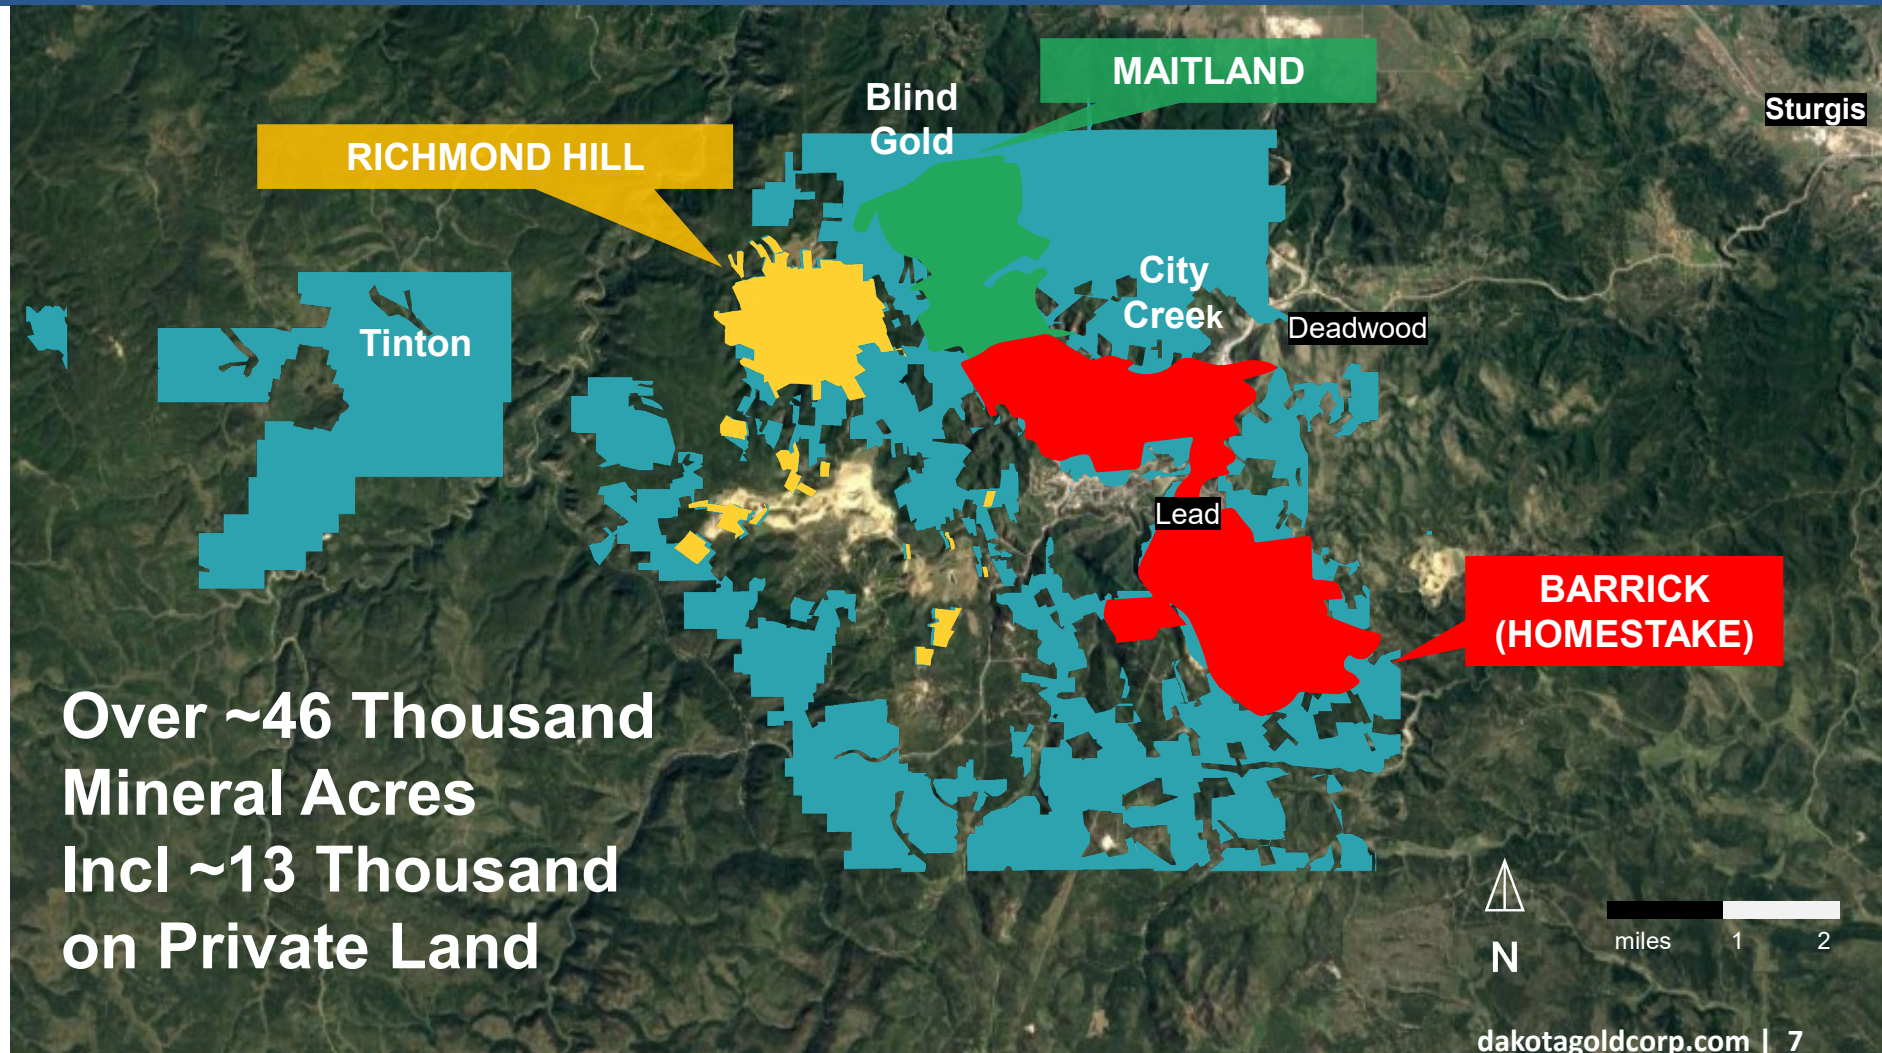 MAITLAND
Blind
Gold
Sturgis
RICHMOND HILL
City
Creek
Deadwood
Tinton
Lead
BARRICK
(HOMESTAKE)
Over ~46 Thousand
Mineral Acres
Incl ~13 Thousand
on Private Land
N
miles 1 2
dakotagoldcorp.com | 7